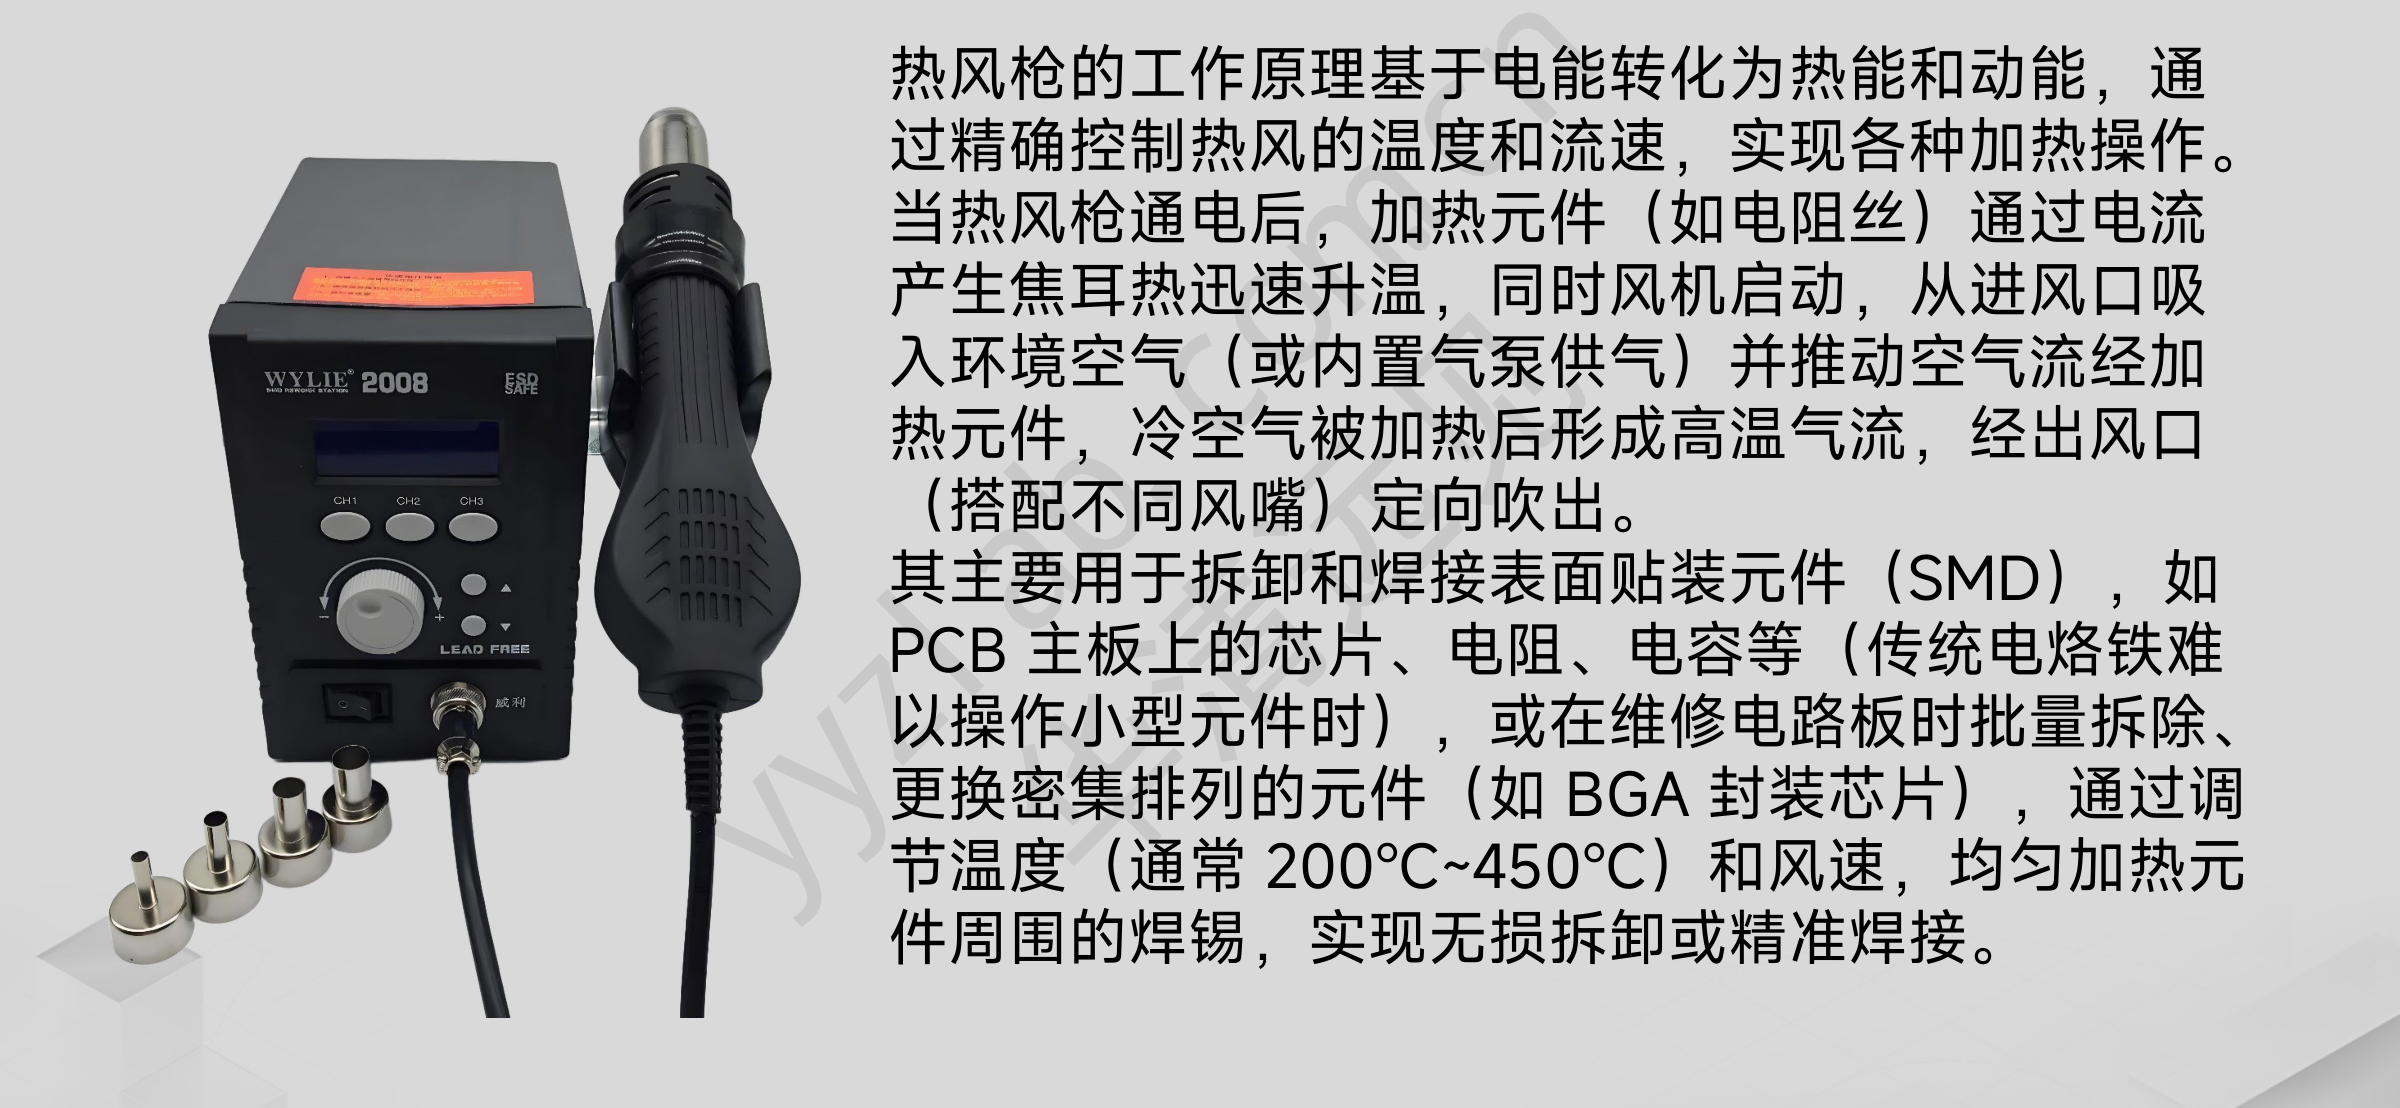 热风枪的工作原理基于电能转化为热能和动能，通
过精确控制热风的温度和流速，实现各种加热操作。
当热风枪通电后，加热元件（如电阻丝）通过电流
产生焦耳热迅速升温，同时风机启动，从进风口吸
入环境空气（或内置气泵供气）并推动空气流经加
热元件，冷空气被加热后形成高温气流，经出风口
（搭配不同风嘴）定向吹出。
其主要用于拆卸和焊接表面贴装元件（SMD），如
PCB 主板上的芯片、电阻、电容等（传统电烙铁难
以操作小型元件时），或在维修电路板时批量拆除、
更换密集排列的元件（如 BGA 封装芯片），通过调
节温度（通常 200℃~450℃）和风速，均匀加热元
件周围的焊锡，实现无损拆卸或精准焊接。
WYLIE® 2008
SMD REWORK STATION
ESD
SAFE
CH1 CH2 CH3
− +
▲
▼
LEAD FREE
威利
华清远见